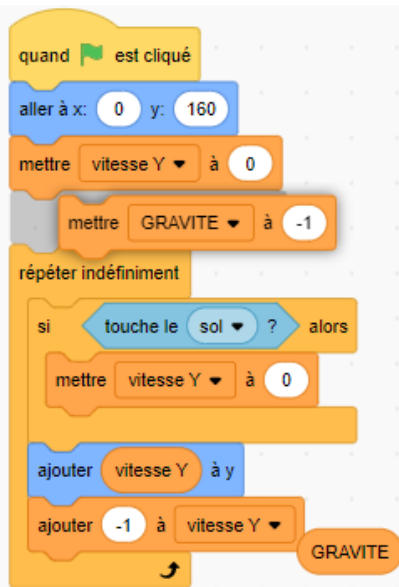 quand est cliqué
aller à x: 0 y: 160
mettre vitesse Y à 0
mettre GRAVITE à -1
répéter indéfiniment
si touche le sol ? alors
mettre vitesse Y à 0
ajouter vitesse Y à y
ajouter -1 à vitesse Y
GRAVITE